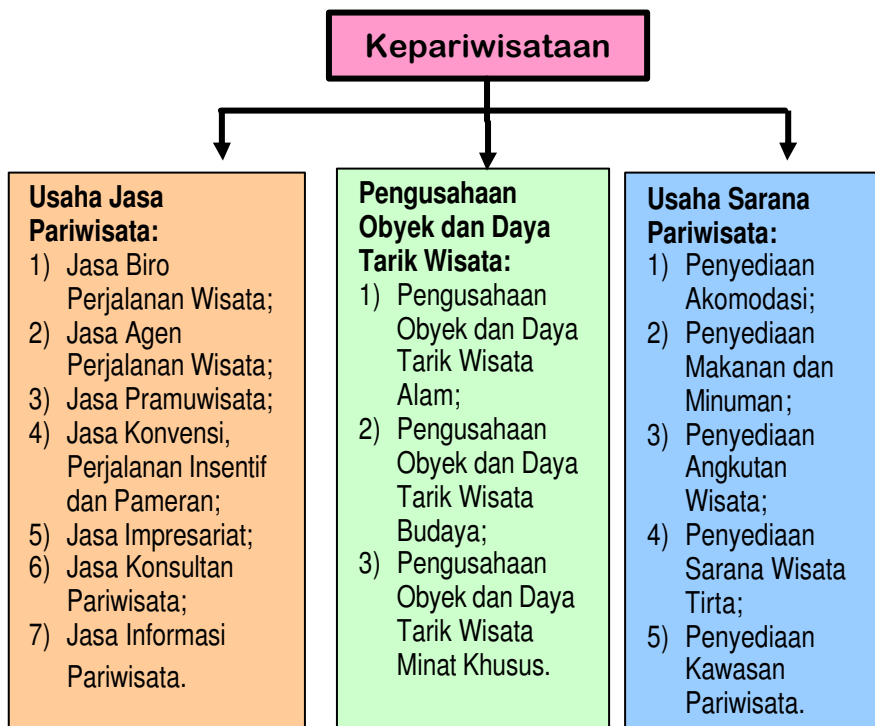 Kepariwisataan
Usaha Jasa
Pariwisata:
1) Jasa Biro
Perjalanan Wisata;
2) Jasa Agen
Perjalanan Wisata;
3) Jasa Pramuwisata;
4) Jasa Konvensi,
Perjalanan Insentif
dan Pameran;
5) Jasa Impresariat;
6) Jasa Konsultan
Pariwisata;
7) Jasa Informasi
Pariwisata.
Pengusahaan
Obyek dan Daya
Tarik Wisata:
1) Pengusahaan
Obyek dan Daya
Tarik Wisata
Alam;
2) Pengusahaan
Obyek dan Daya
Tarik Wisata
Budaya;
3) Pengusahaan
Obyek dan Daya
Tarik Wisata
Minat Khusus.
Usaha Sarana
Pariwisata:
1) Penyediaan
Akomodasi;
2) Penyediaan
Makanan dan
Minuman;
3) Penyediaan
Angkutan
Wisata;
4) Penyediaan
Sarana Wisata
Tirta;
5) Penyediaan
Kawasan
Pariwisata.